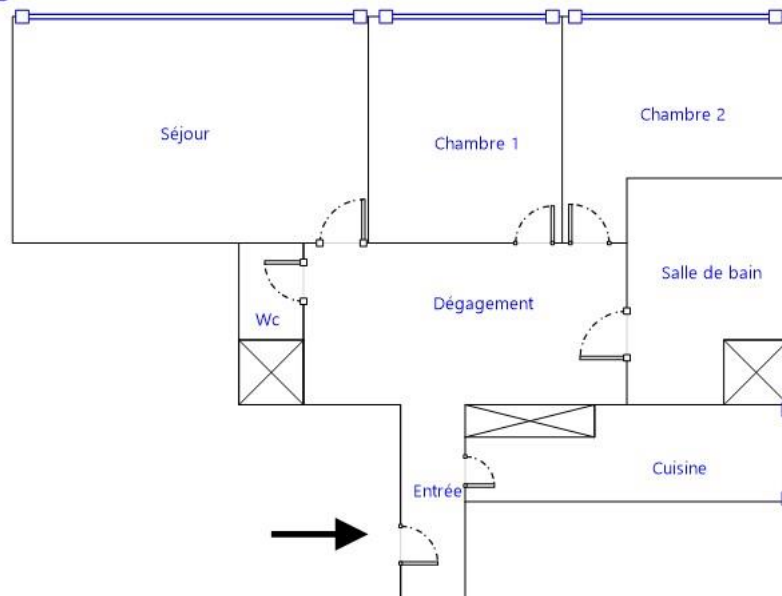 Séjour
Chambre 1
Chambre 2
Salle de bain
Dégagement
Wc
Cuisine
Entrée